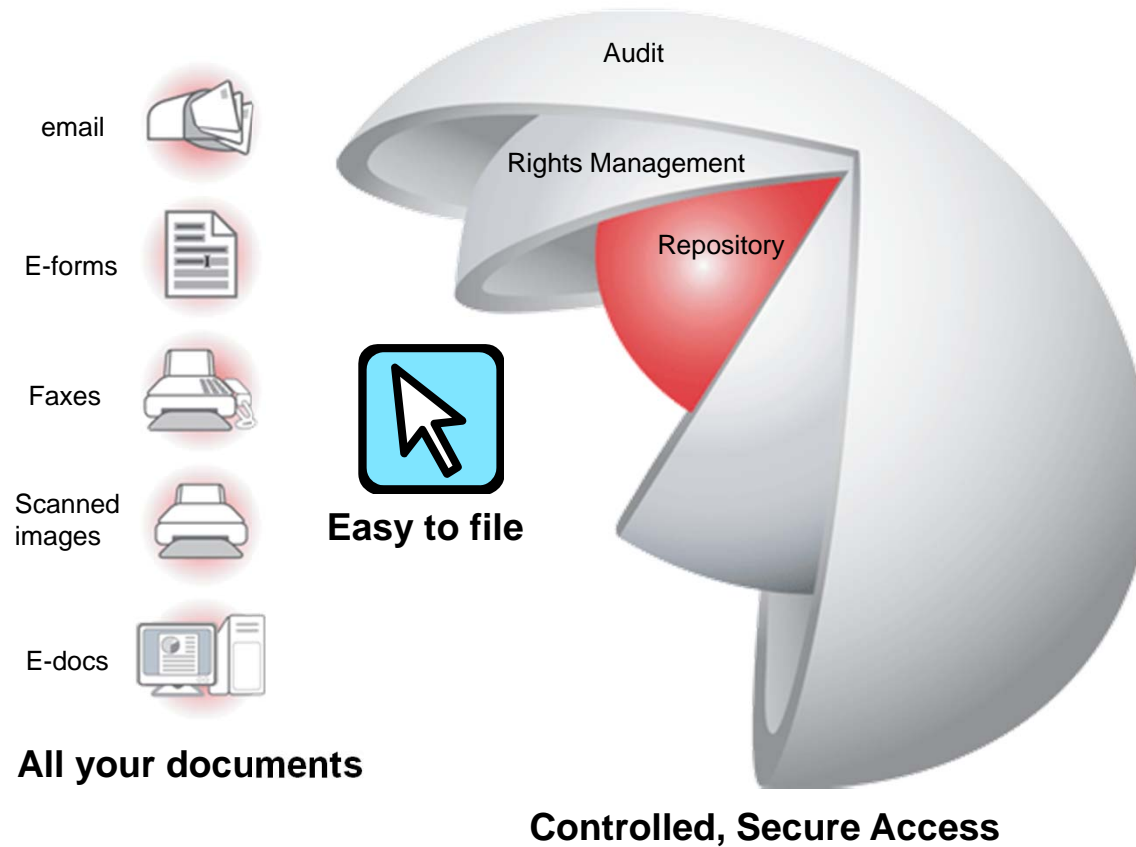 Audit
email
Rights Management
Repository
E-forms
Faxes
Scanned
images
Easy to file
E-docs
All your documents
Controlled, Secure Access